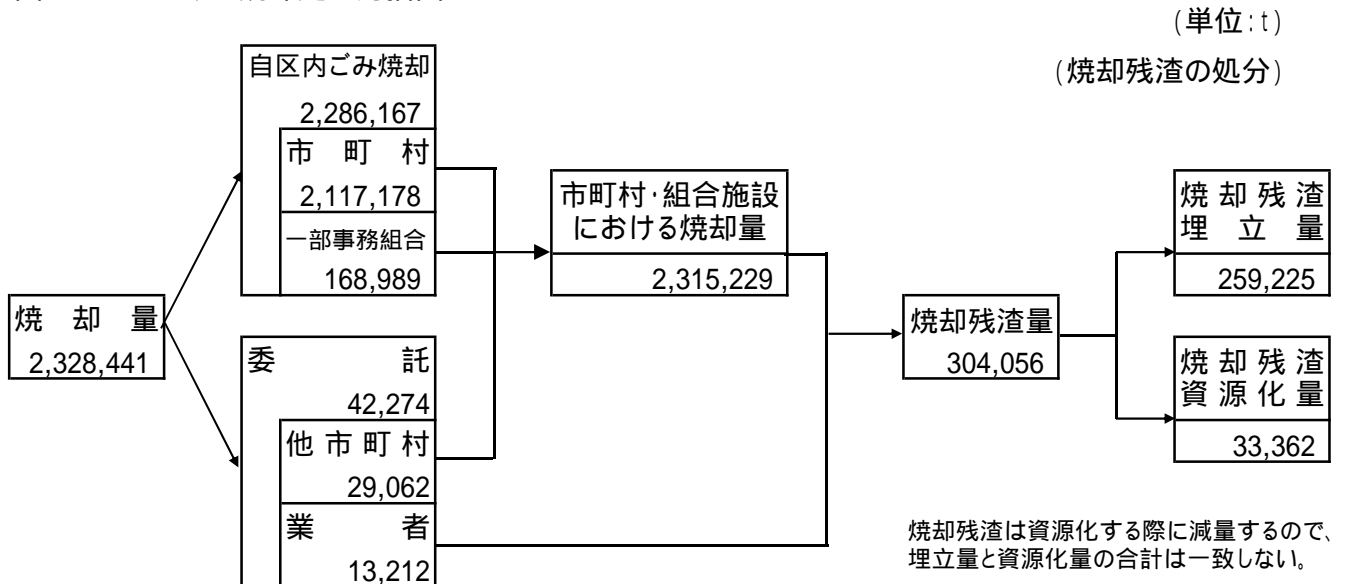 (単位:t)
(焼却残渣の処分)
自区内ごみ焼却
2,286,167
市町村
2,117,178
一部事務組合
168,989
市町村・組合施設
における焼却量
2,315,229
焼却残渣
埋立量
259,225
焼却量
2,328,441
焼却残渣量
304,056
委託
42,274
他市町村
29,062
業者
13,212
焼却残渣
資源化量
33,362
焼却残渣は資源化する際に減量するので、
埋立量と資源化量の合計は一致しない。